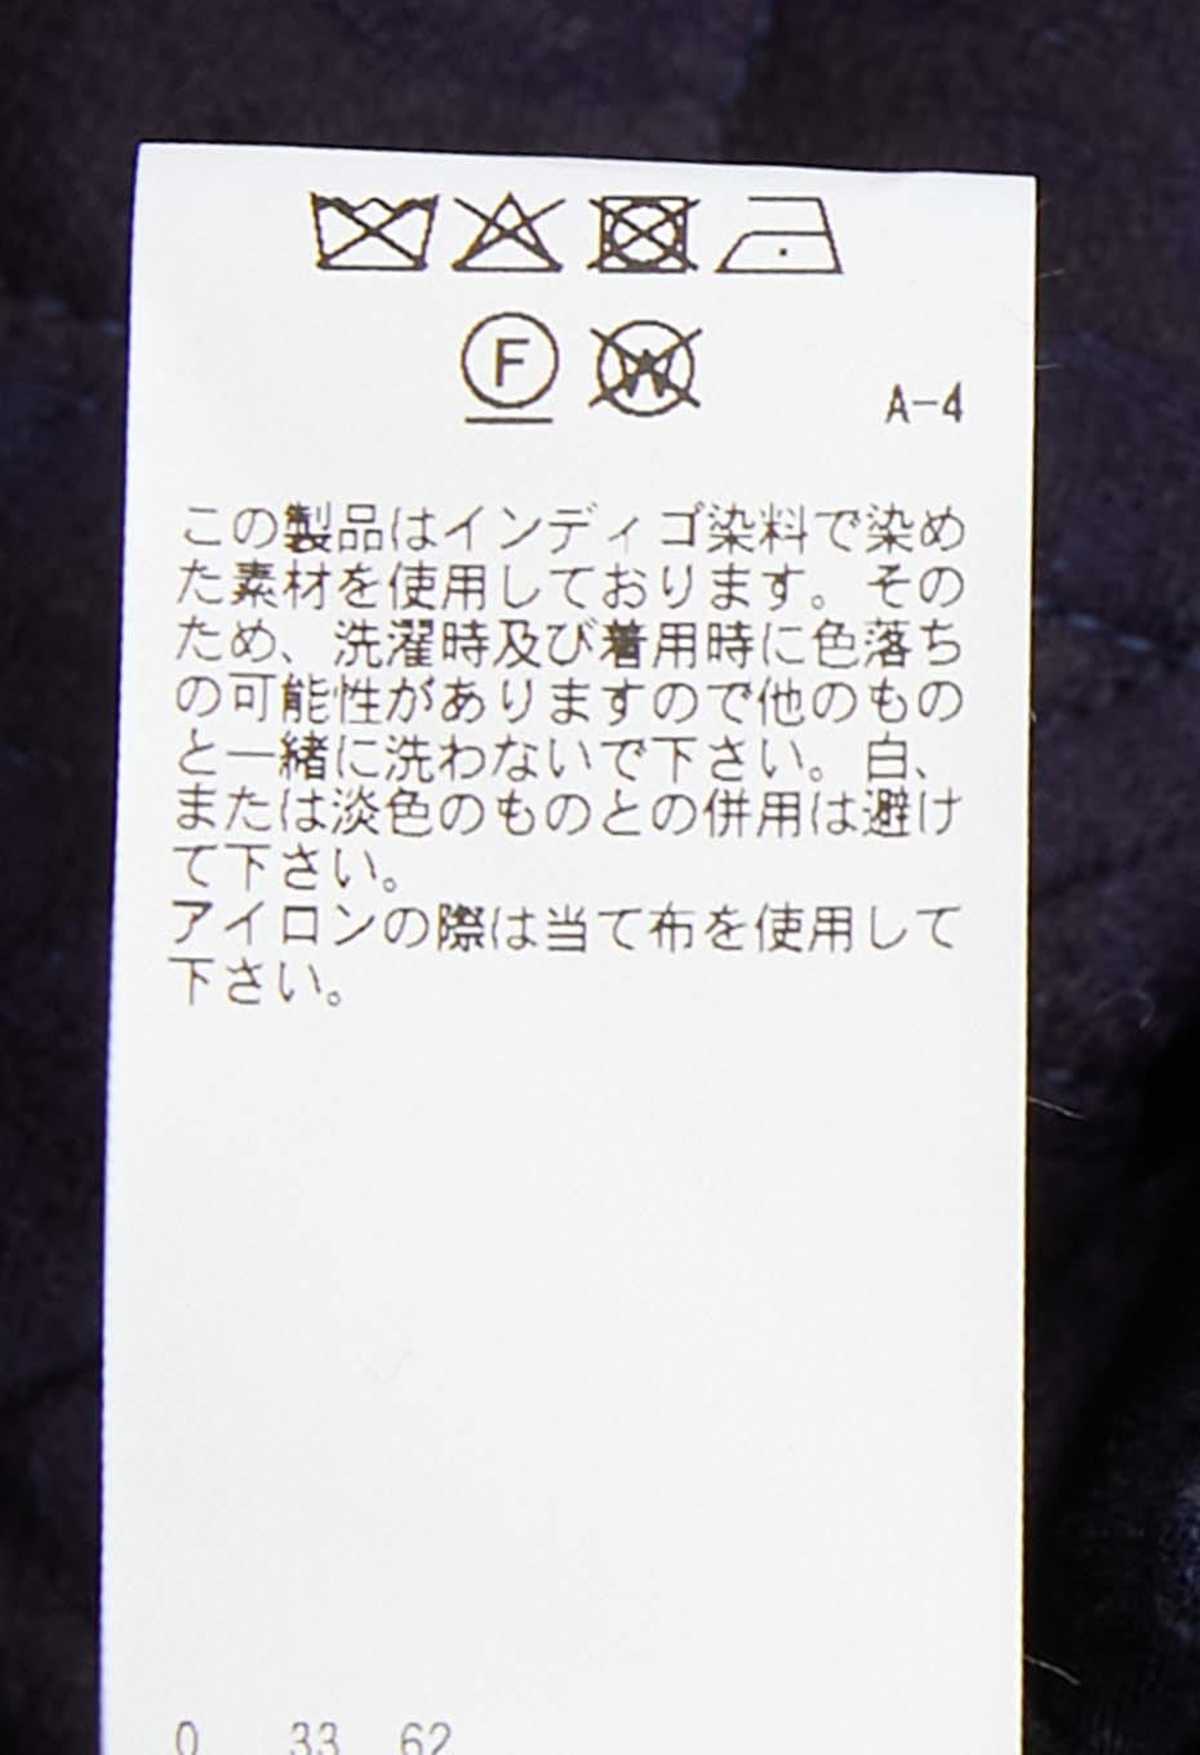 F W
A-4
この製品はインディゴ染料で染め
た素材を使用しております。その
ため、洗濯時及び着用時に色落ち
の可能性がありますので他のもの
と一緒に洗わないで下さい。白、
または淡色のものとの併用は避け
て下さい。
アイロンの際は当て布を使用して
下さい。
0 33 62